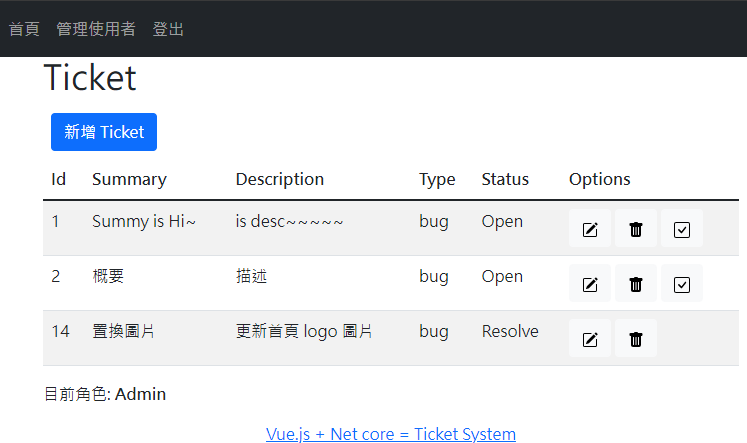 首頁 管理使用者 登出
Ticket
新增 Ticket
Id Summary Description Type Status Options
1 Summy is Hi~ is desc~~~~~ bug Open
2 概要 描述 bug Open
14 置換圖片 更新首頁 logo 圖片 bug Resolve
目前角色: Admin
Vue.js + Net core = Ticket System